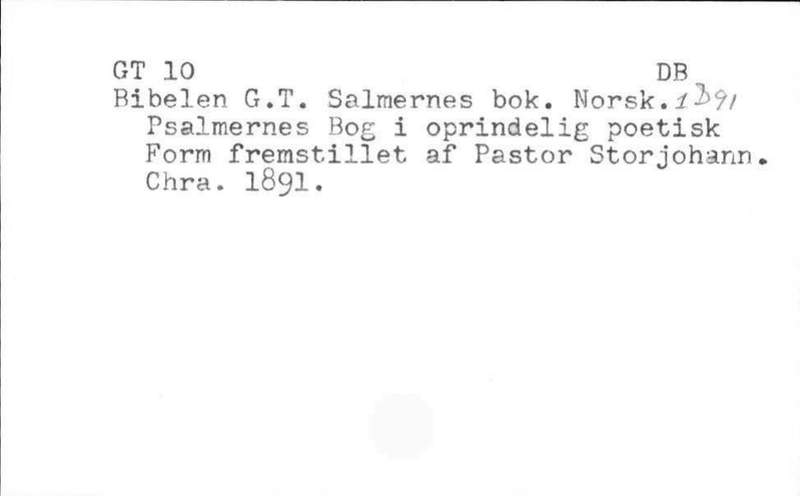 GT 10 DB
Bibelen G.T. Salmernes bok. Norsk. 1891
Psalmernes Bog i oprindelig poetisk
Form fremstillet af Pastor Storjohann.
Chra. 1891.